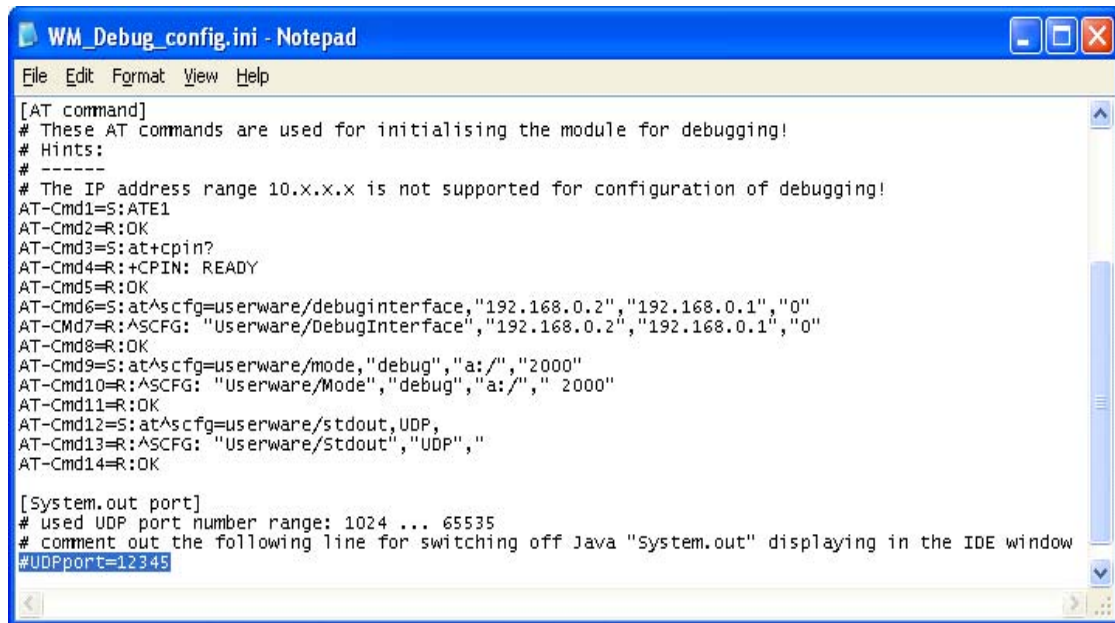 WM_Debug_config.ini - Notepad
File Edit Format View Help
[AT command]
# These AT commands are used for initialising the module for debugging!
# Hints:
# ------
# The IP address range 10.x.x.x is not supported for configuration of debugging!
AT-Cmd1=S:ATE1
AT-Cmd2=R:OK
AT-Cmd3=S:at+cpin?
AT-Cmd4=R:+CPIN: READY
AT-Cmd5=R:OK
AT-Cmd6=S:at^scfg=userware/debuginterface,"192.168.0.2","192.168.0.1","0"
AT-CMd7=R:^SCFG: "Userware/DebugInterface","192.168.0.2","192.168.0.1","0"
AT-Cmd8=R:OK
AT-Cmd9=S:at^scfg=userware/mode,"debug","a:/","2000"
AT-Cmd10=R:^SCFG: "Userware/Mode","debug","a:/"," 2000"
AT-Cmd11=R:OK
AT-Cmd12=S:at^scfg=userware/stdout,UDP,
AT-Cmd13=R:^SCFG: "Userware/Stdout","UDP","
AT-Cmd14=R:OK
[System.out port]
# used UDP port number range: 1024 ... 65535
# comment out the following line for switching off Java "System.out" displaying in the IDE window
#UDPport=12345